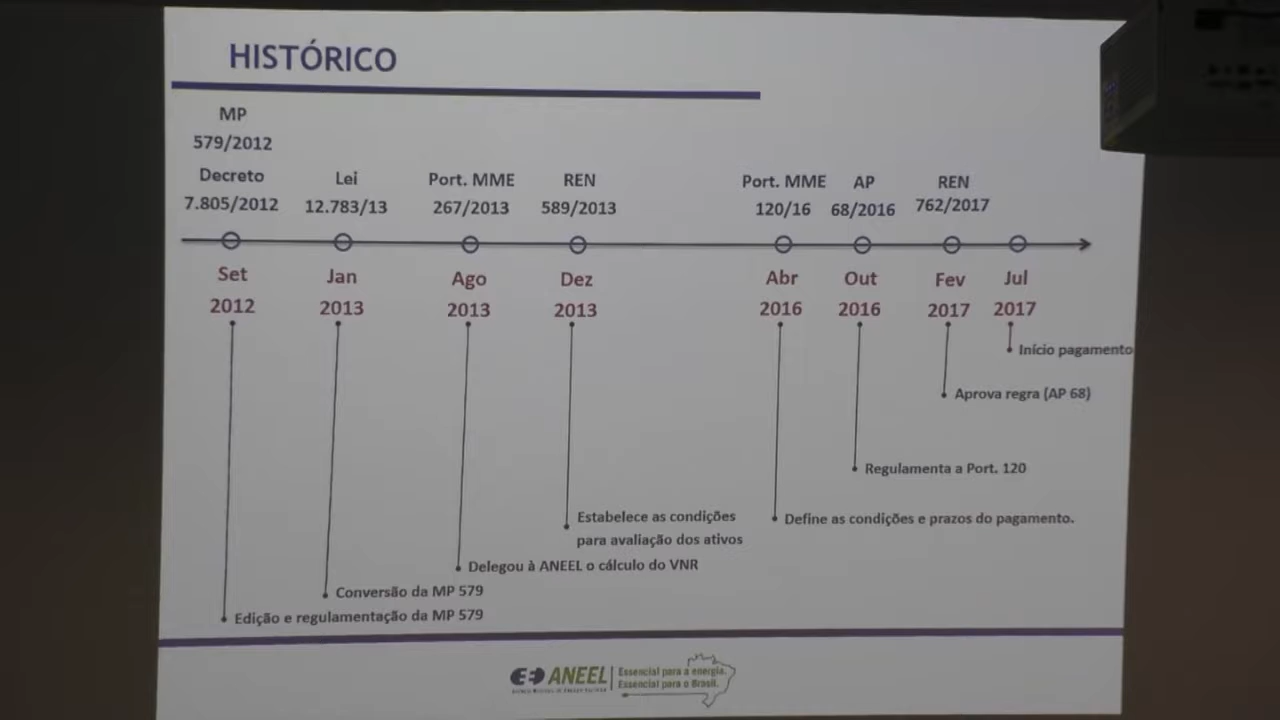 HISTÓRICO
MP
579/2012
Decreto
7.805/2012
Lei
12.783/13
Port. MME
267/2013
REN
589/2013
Port. MME
120/16
AP
68/2016
REN
762/2017
Set
2012
Jan
2013
Ago
2013
Dez
2013
Abr
2016
Out
2016
Fev
2017
Jul
2017
Início pagamento
Aprova regra (AP 68)
Regulamenta a Port. 120
Define as condições e prazos do pagamento.
Estabelece as condições
para avaliação dos ativos
Delegou à ANEEL o cálculo do VNR
Conversão da MP 579
Edição e regulamentação da MP 579
ANEEL
Essencial para a energia.
Essencial para o Brasil.